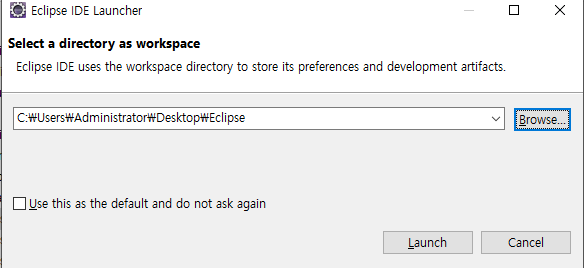 Eclipse IDE Launcher
Select a directory as workspace
Eclipse IDE uses the workspace directory to store its preferences and development artifacts.
C:₩Users₩Administrator₩Desktop₩Eclipse
Browse...
Use this as the default and do not ask again
Launch
Cancel